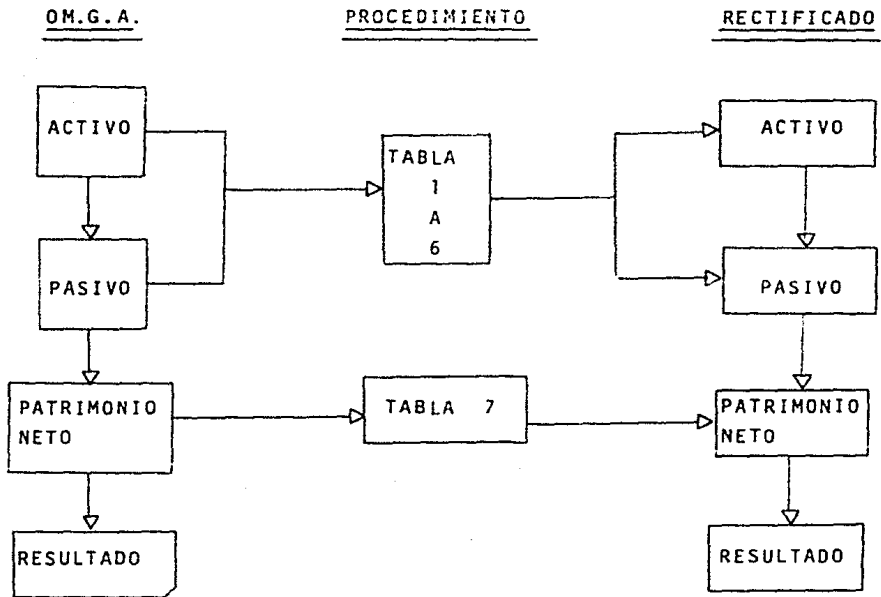 OM.G.A. PROCEDIMIENTO RECTIFICADO
ACTIVO
TABLA
1
A
6
ACTIVO
PASIVO
PASIVO
PATRIMONIO
NETO
TABLA 7
PATRIMONIO
NETO
RESULTADO
RESULTADO